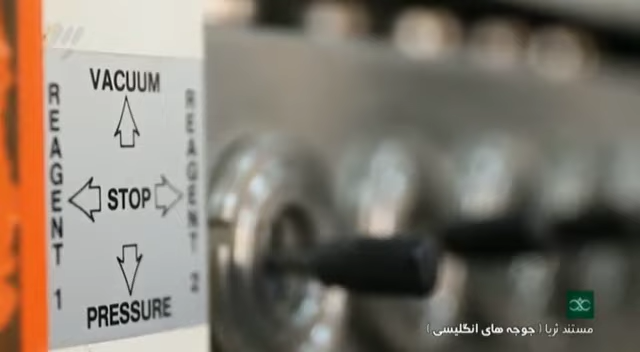 VACUUM
REAGENT 1
STOP
REAGENT 2
PRESSURE
مستند ثریا ( جوجه های انگلیسی )